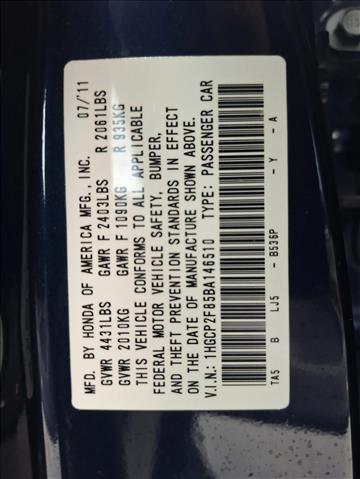 MFD. BY HONDA OF AMERICA MFG., INC. 07/'11
GVWR 4431LBS GAWR F 2403LBS R 2061LBS
GVWR 2010KG GAWR F 1090KG R 935KG
THIS VEHICLE CONFORMS TO ALL APPLICABLE
FEDERAL MOTOR VEHICLE SAFETY, BUMPER,
AND THEFT PREVENTION STANDARDS IN EFFECT
ON THE DATE OF MANUFACTURE SHOWN ABOVE.
V.I.N.: 1HGCP2F85BA146510 TYPE: PASSENGER CAR
TA5 B LJ5 - B536P - Y - A